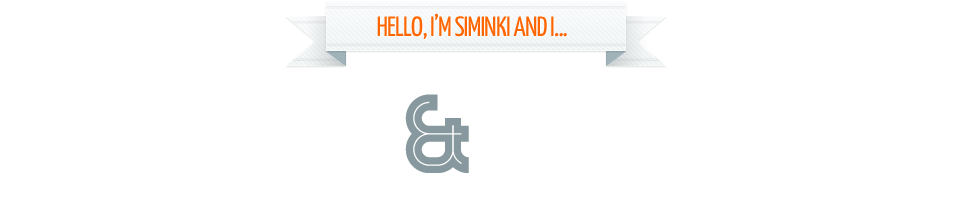 HELLO, I'M SIMINKI AND I...
&